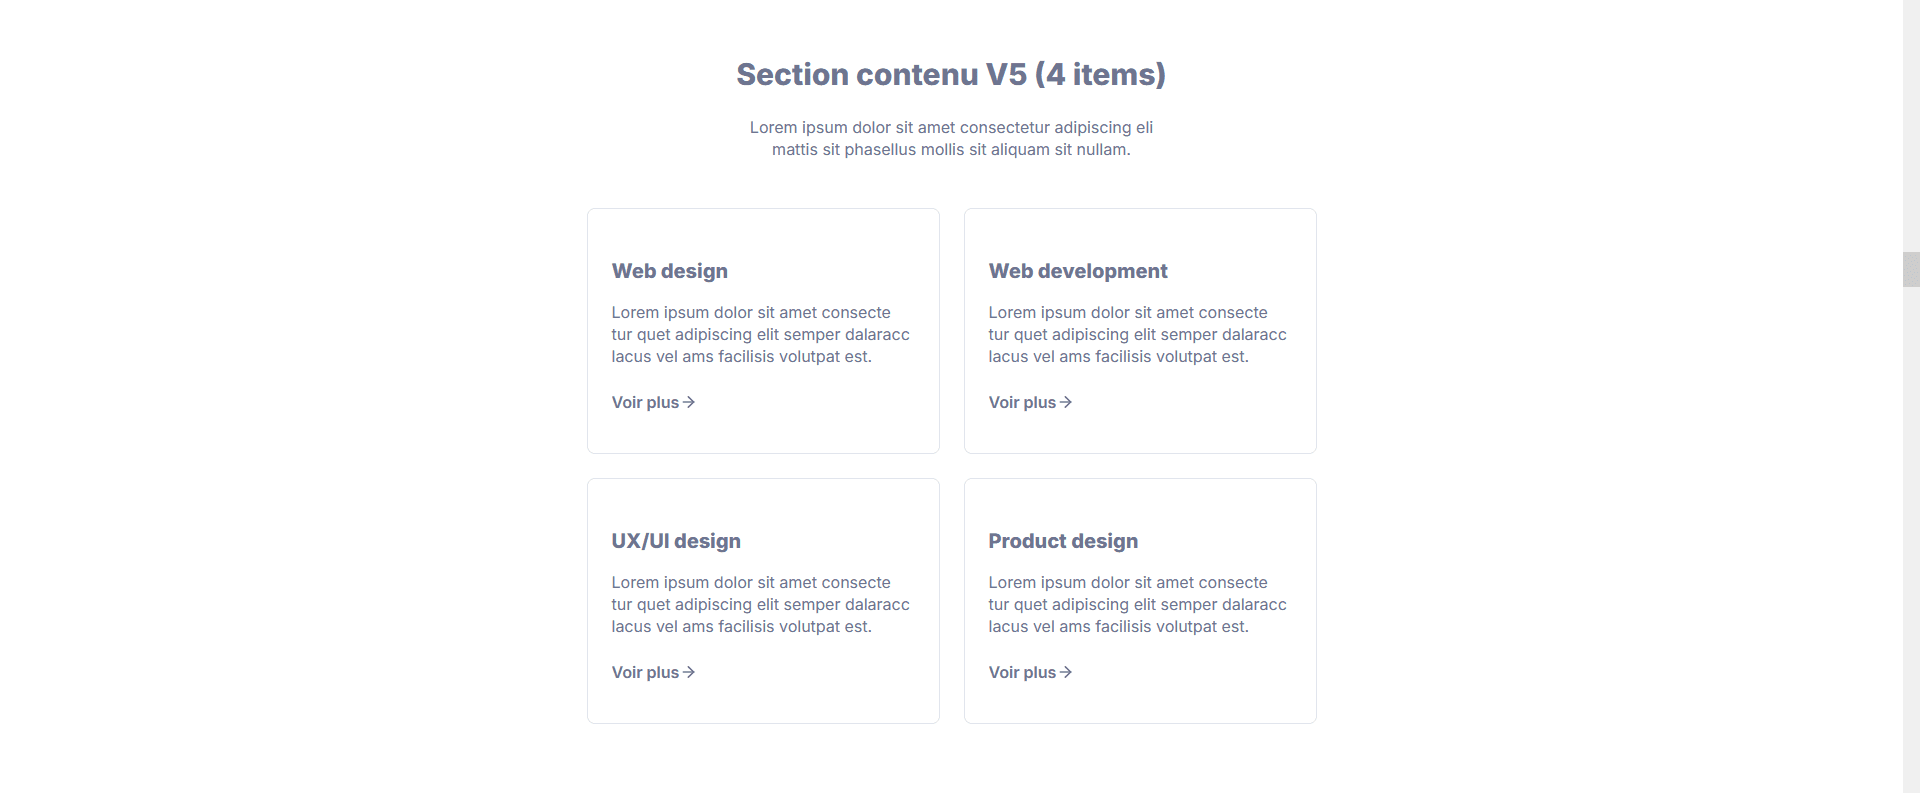 Section contenu V5 (4 items)
Lorem ipsum dolor sit amet consectetur adipiscing eli
mattis sit phasellus mollis sit aliquam sit nullam.
Web design
Lorem ipsum dolor sit amet consecte
tur quet adipiscing elit semper dalaracc
lacus vel ams facilisis volutpat est.
Voir plus→
Web development
Lorem ipsum dolor sit amet consecte
tur quet adipiscing elit semper dalaracc
lacus vel ams facilisis volutpat est.
Voir plus→
UX/UI design
Lorem ipsum dolor sit amet consecte
tur quet adipiscing elit semper dalaracc
lacus vel ams facilisis volutpat est.
Voir plus→
Product design
Lorem ipsum dolor sit amet consecte
tur quet adipiscing elit semper dalaracc
lacus vel ams facilisis volutpat est.
Voir plus→